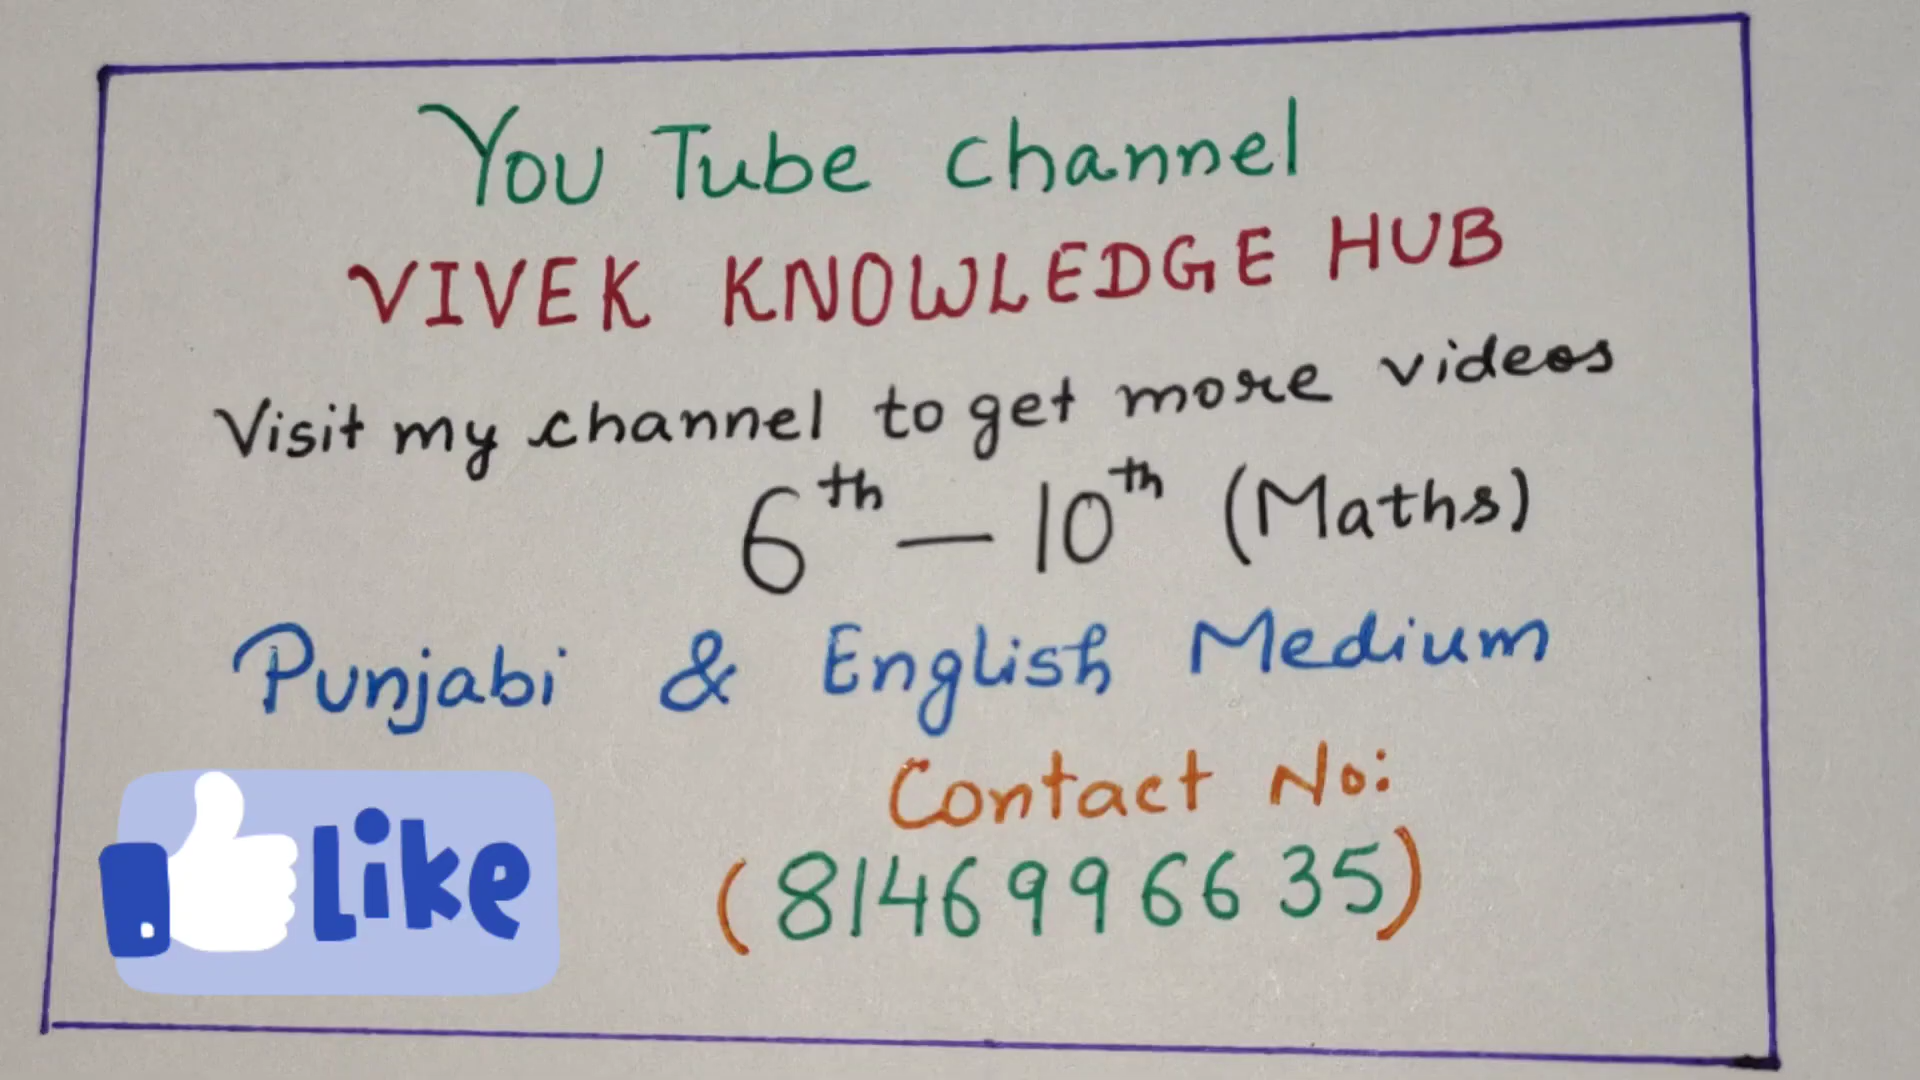 You Tube channel
VIVEK KNOWLEDGE HUB
Visit my channel to get more videos
6th - 10th (Maths)
Punjabi & English Medium
Contact No:
(8146996635)
Like